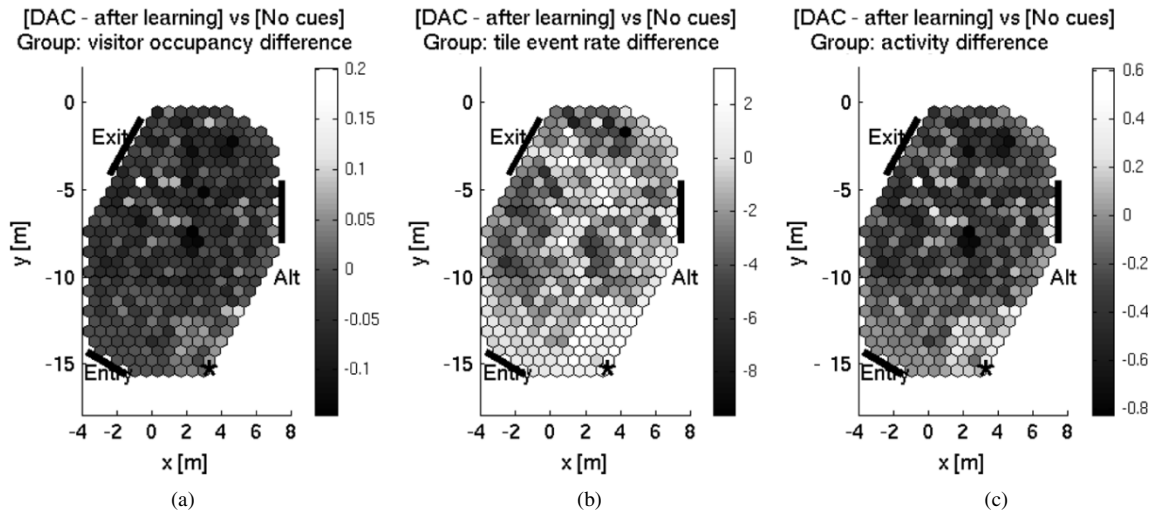 [DAC - after learning] vs [No cues]
Group: visitor occupancy difference
0
-5
-10
-15
y [m]
Exit
Alt
Entry
*
-4 -2 0 2 4 6 8
x [m]
0.2
0.15
0.1
0.05
0
-0.05
-0.1
(a)
[DAC - after learning] vs [No cues]
Group: tile event rate difference
0
-5
-10
-15
y [m]
Exit
Alt
Entry
*
-4 -2 0 2 4 6 8
x [m]
2
0
-2
-4
-6
-8
(b)
[DAC - after learning] vs [No cues]
Group: activity difference
0
-5
-10
-15
y [m]
Exit
Alt
Entry
*
-4 -2 0 2 4 6 8
x [m]
0.6
0.4
0.2
0
-0.2
-0.4
-0.6
-0.8
(c)